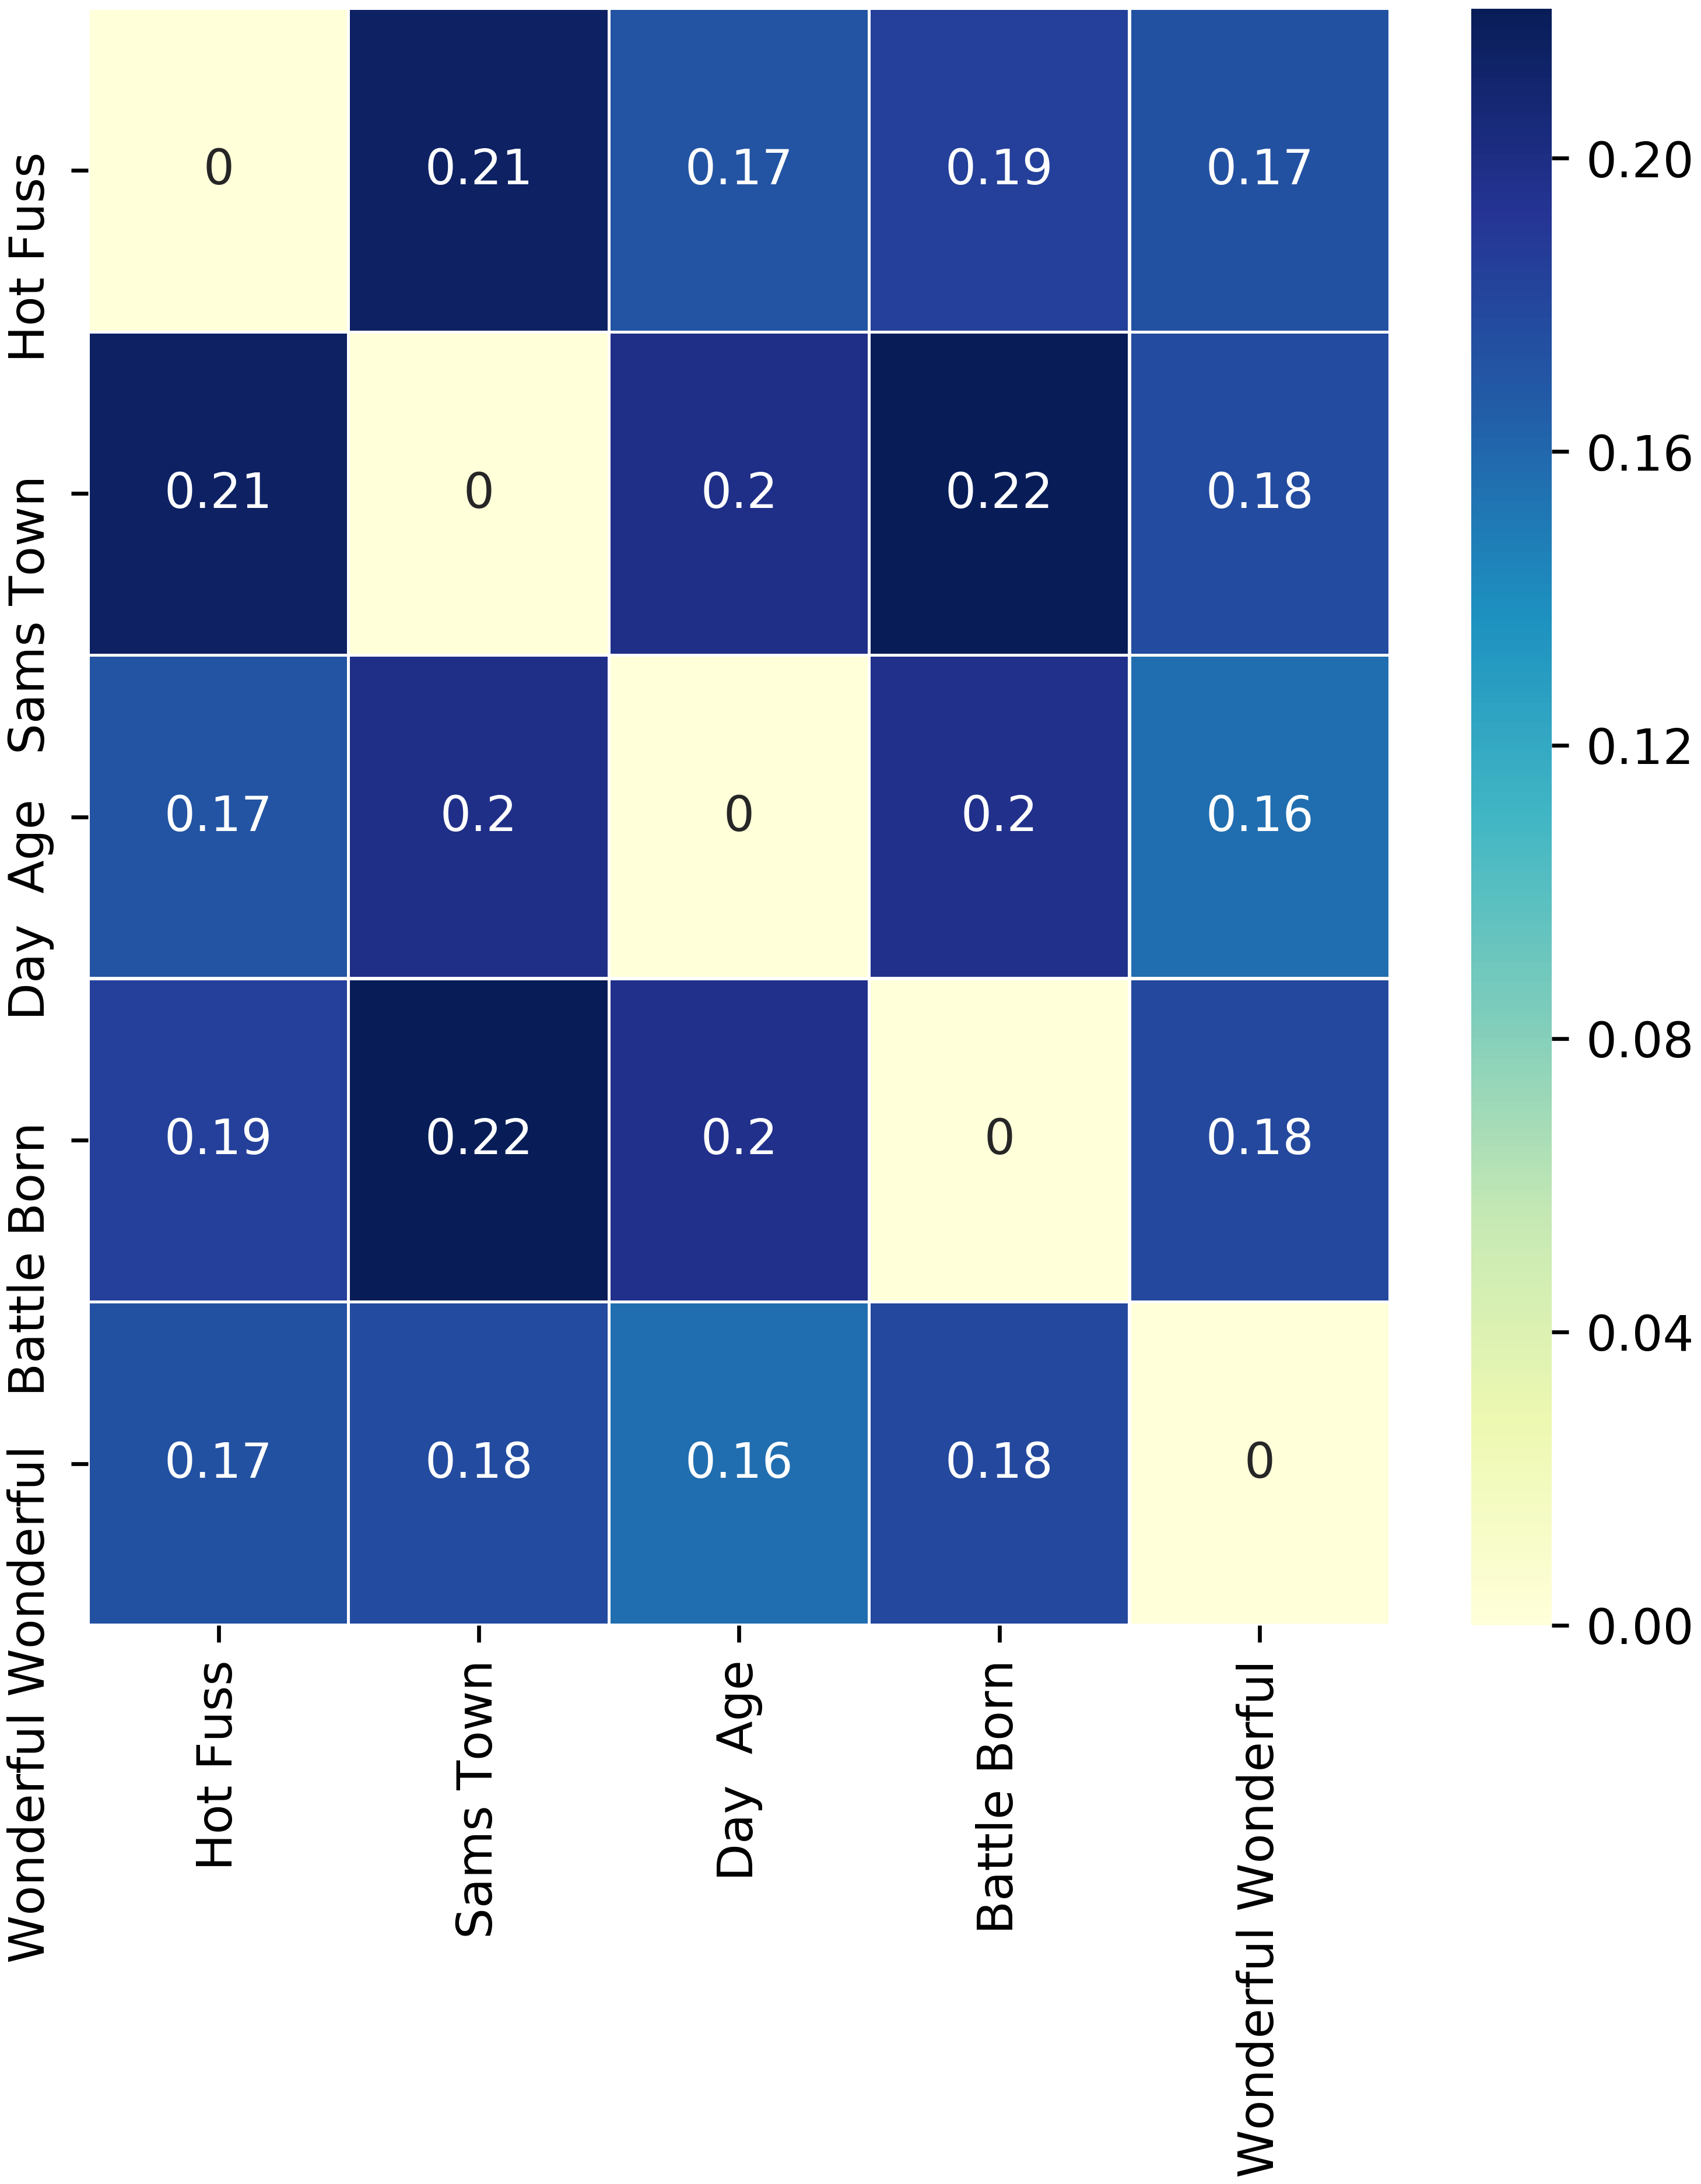 Hot Fuss
0 0.21 0.17 0.19 0.17
Sams Town
0.21 0 0.2 0.22 0.18
Day  Age
0.17 0.2 0 0.2 0.16
Battle Born
0.19 0.22 0.2 0 0.18
Wonderful Wonderful
0.17 0.18 0.16 0.18 0
Hot Fuss
Sams Town
Day  Age
Battle Born
Wonderful Wonderful
0.20
0.16
0.12
0.08
0.04
0.00